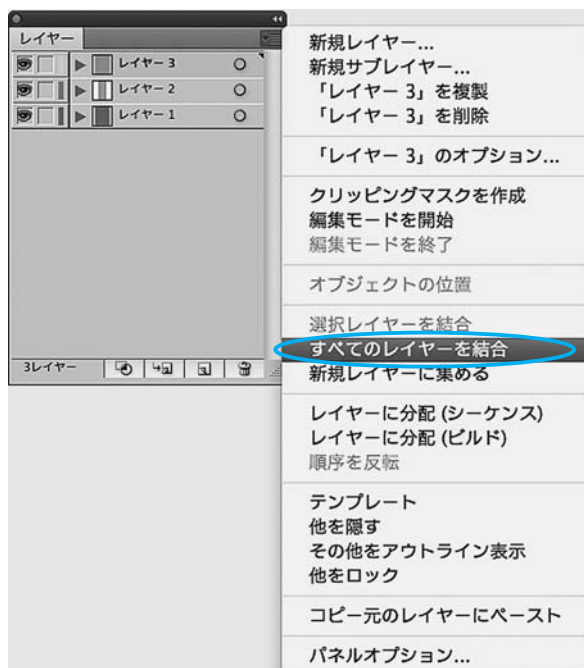 レイヤー
レイヤー 3
レイヤー 2
レイヤー 1
3レイヤー
新規レイヤー...
新規サブレイヤー...
「レイヤー 3」を複製
「レイヤー 3」を削除
「レイヤー 3」のオプション...
クリッピングマスクを作成
編集モードを開始
編集モードを終了
オブジェクトの位置
選択レイヤーを結合
すべてのレイヤーを結合
新規レイヤーに集める
レイヤーに分配 (シーケンス)
レイヤーに分配 (ビルド)
順序を反転
テンプレート
他を隠す
その他をアウトライン表示
他をロック
コピー元のレイヤーにペースト
パネルオプション...